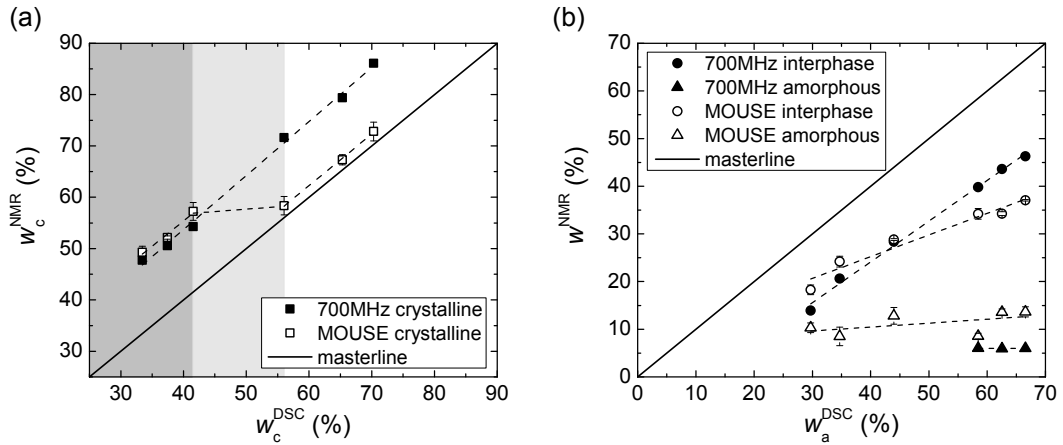 (a)
90
80
70
60
50
40
30
w_c^NMR (%)
700MHz crystalline
MOUSE crystalline
masterline
30 40 50 60 70 80 90
w_c^DSC (%)
(b)
70
60
50
40
30
20
10
0
w^NMR (%)
700MHz interphase
700MHz amorphous
MOUSE interphase
MOUSE amorphous
masterline
0 10 20 30 40 50 60 70
w_a^DSC (%)